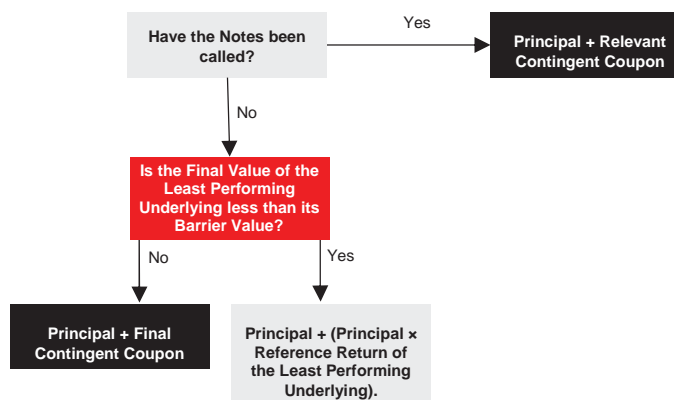 Have the Notes been
called?
Yes
Principal + Relevant
Contingent Coupon
No
Is the Final Value of the
Least Performing
Underlying less than its
Barrier Value?
No
Yes
Principal + Final
Contingent Coupon
Principal + (Principal ×
Reference Return of
the Least Performing
Underlying).